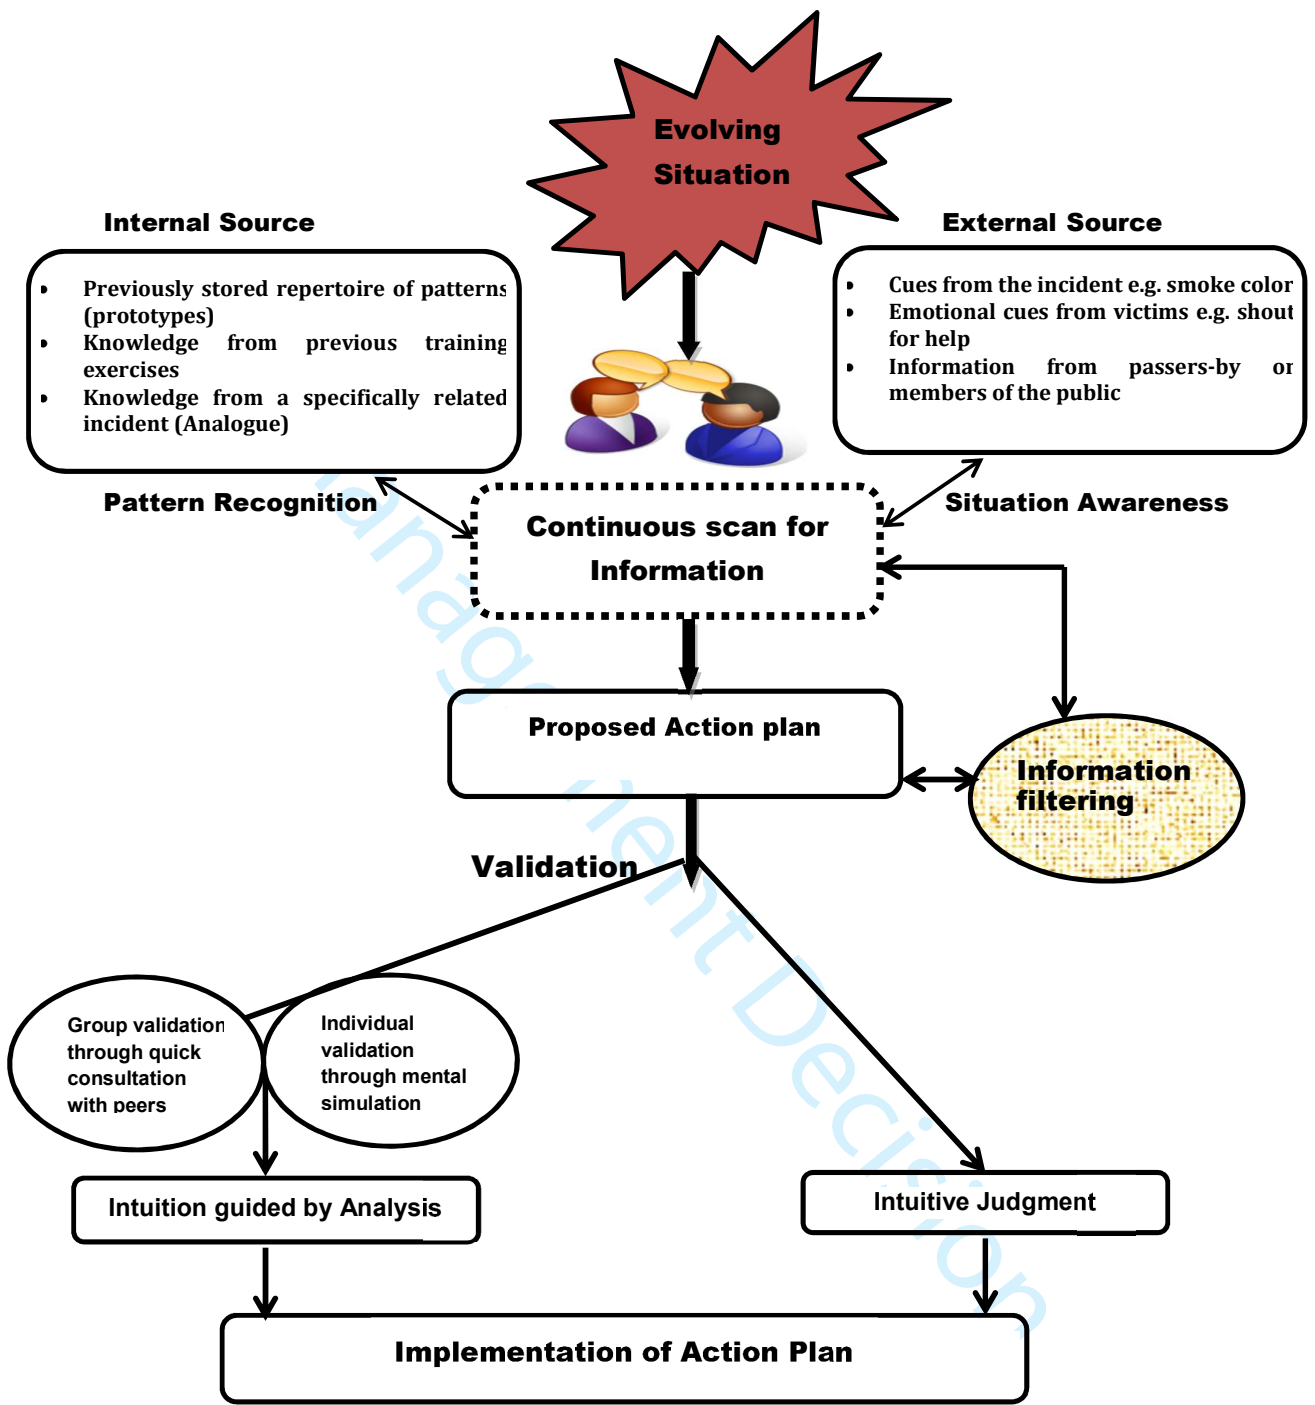 Evolving
Situation
Internal Source
External Source
• Previously stored repertoire of patterns
(prototypes)
• Knowledge from previous training
exercises
• Knowledge from a specifically related
incident (Analogue)
• Cues from the incident e.g. smoke color
• Emotional cues from victims e.g. shout
for help
• Information from passers-by or
members of the public
Pattern Recognition
Situation Awareness
Continuous scan for
Information
Proposed Action plan
Information
filtering
Validation
Group validation
through quick
consultation
with peers
Individual
validation
through mental
simulation
Intuition guided by Analysis
Intuitive Judgment
Implementation of Action Plan
Decision